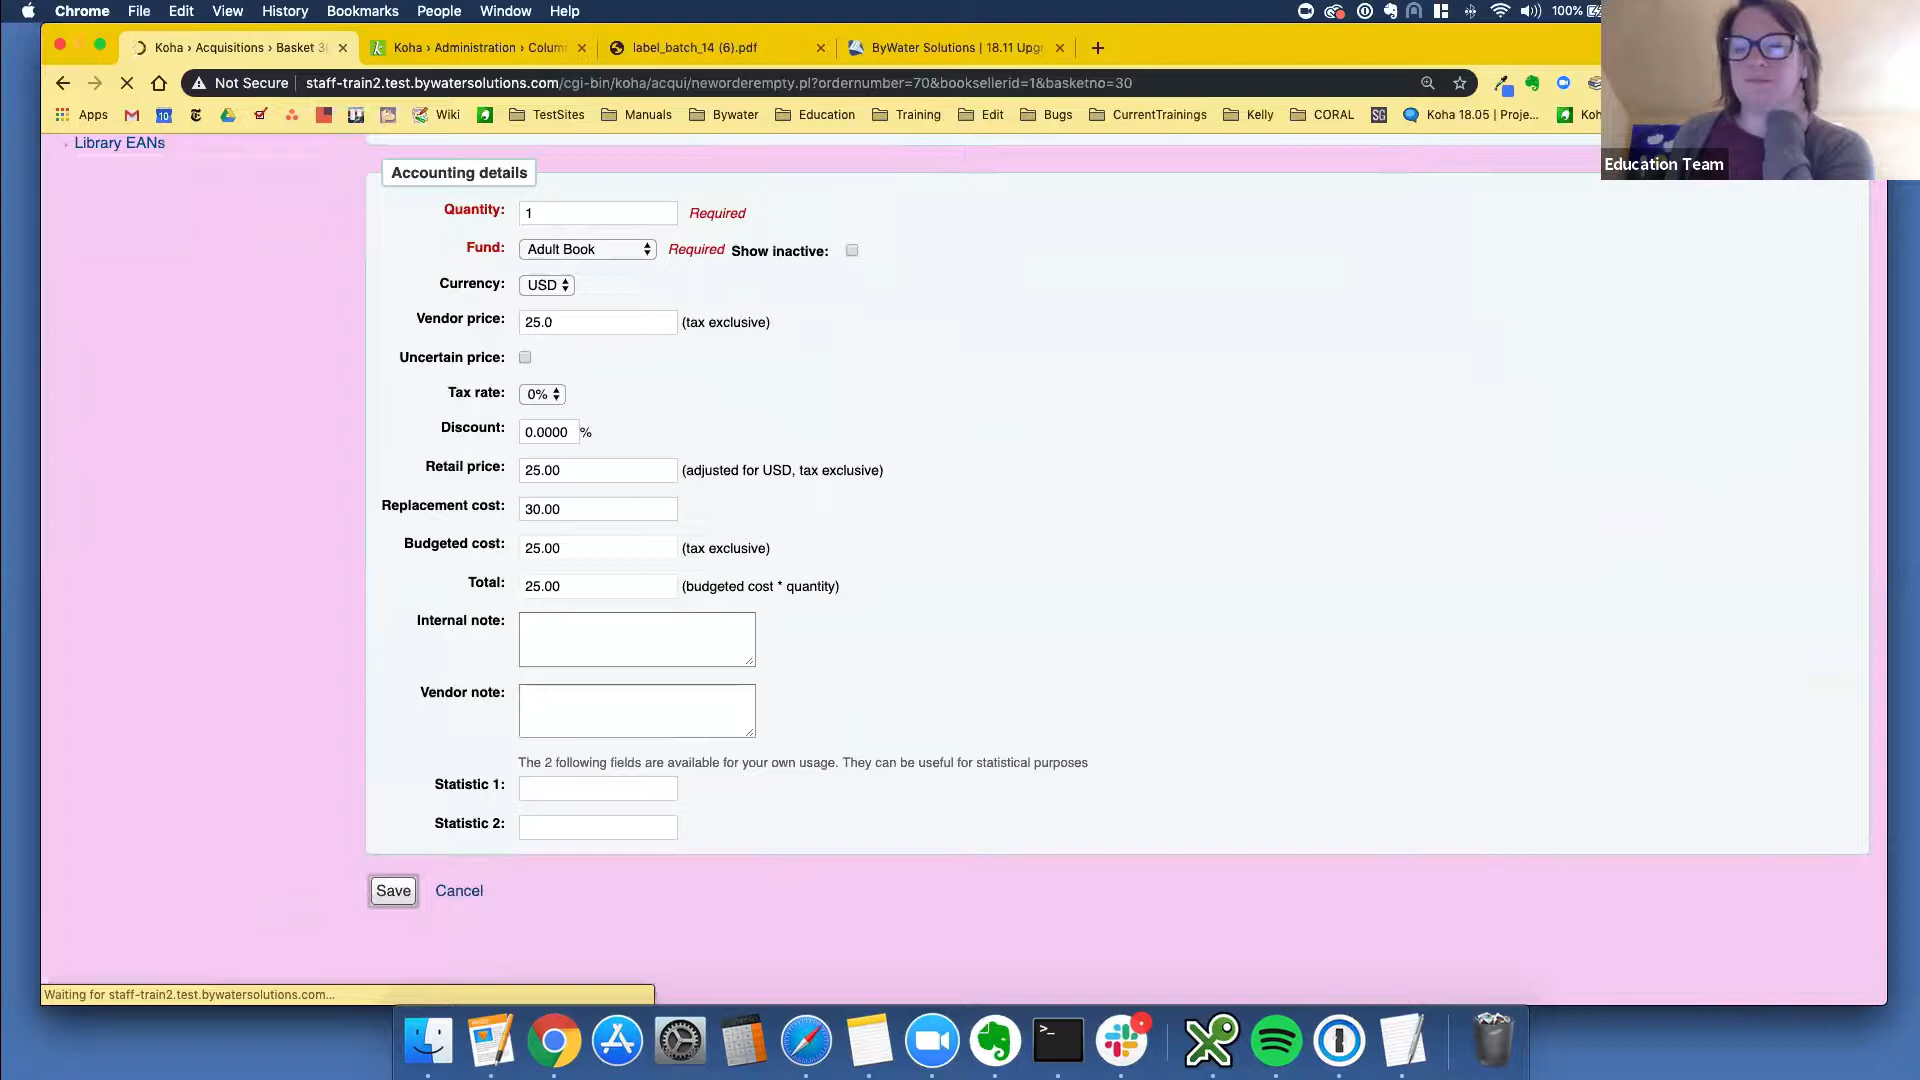 Chrome File Edit View History Bookmarks People Window Help 100%
Koha › Acquisitions › Basket 3
Koha › Administration › Colum
label_batch_14 (6).pdf
ByWater Solutions | 18.11 Upg
Not Secure staff-train2.test.bywatersolutions.com/cgi-bin/koha/acqui/neworderempty.pl?ordernumber=70&booksellerid=1&basketno=30
Apps 10 Wiki TestSites Manuals Bywater Education Training Edit Bugs CurrentTrainings Kelly CORAL SG Koha 18.05 | Proje... Koh
Education Team
Library EANs
Accounting details
Quantity: 1 Required
Fund: Adult Book Required Show inactive:
Currency: USD
Vendor price: 25.0 (tax exclusive)
Uncertain price:
Tax rate: 0%
Discount: 0.0000 %
Retail price: 25.00 (adjusted for USD, tax exclusive)
Replacement cost: 30.00
Budgeted cost: 25.00 (tax exclusive)
Total: 25.00 (budgeted cost * quantity)
Internal note:
Vendor note:
The 2 following fields are available for your own usage. They can be useful for statistical purposes
Statistic 1:
Statistic 2:
Save Cancel
Waiting for staff-train2.test.bywatersolutions.com...